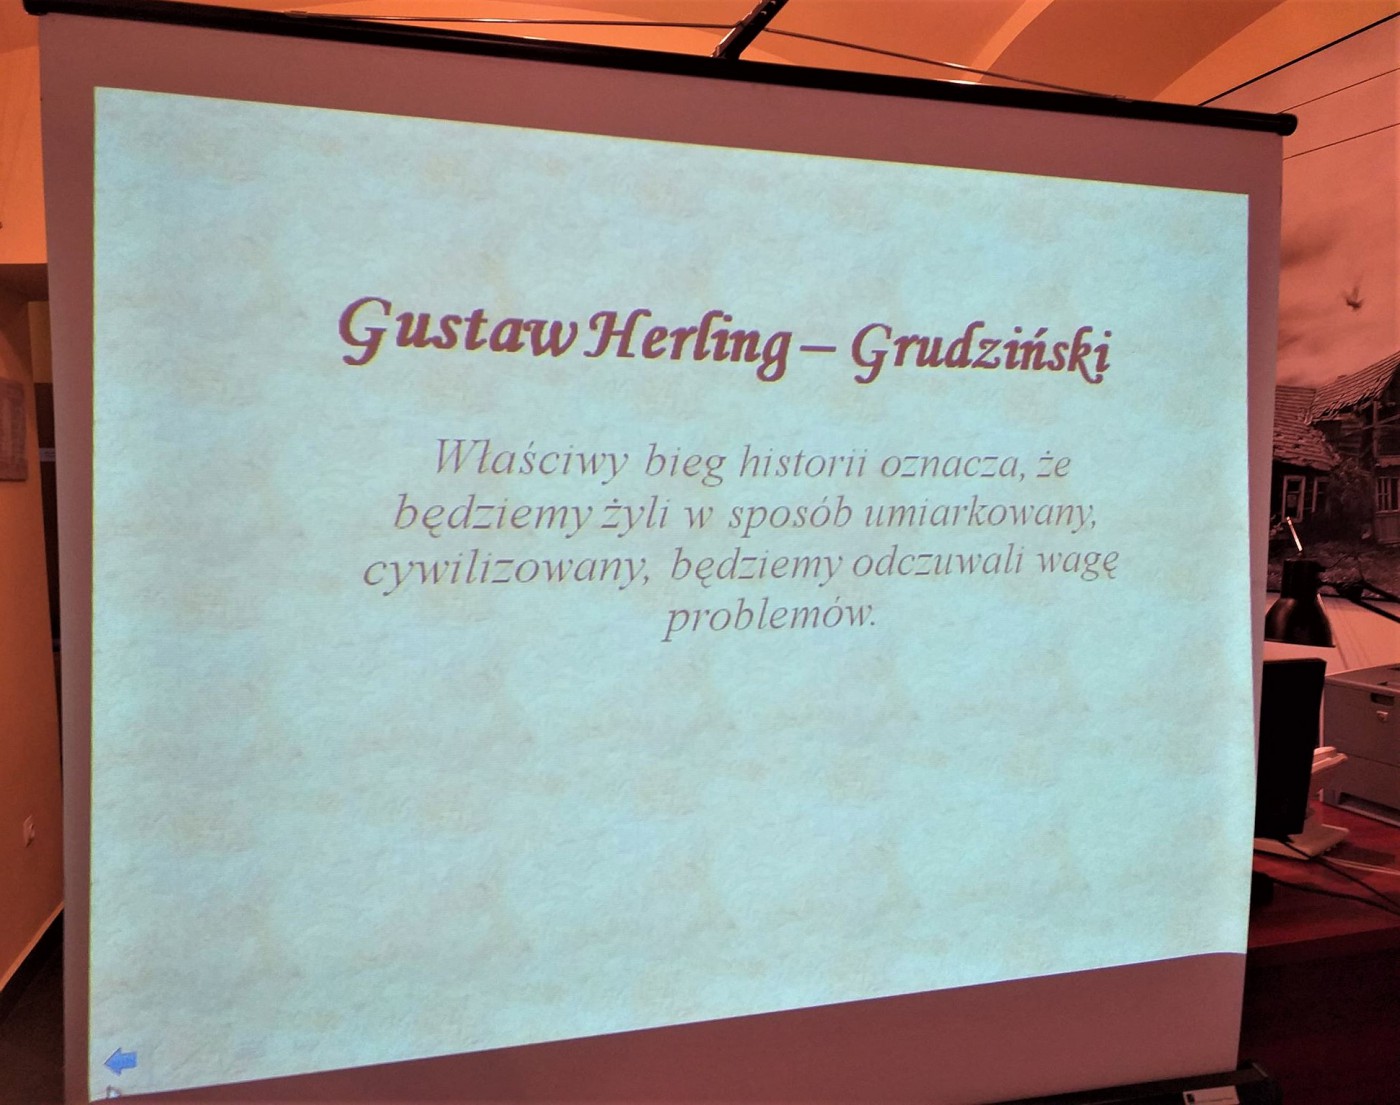 Gustaw Herling – Grudziński
Właściwy bieg historii oznacza, że
będziemy żyli w sposób umiarkowany,
cywilizowany, będziemy odczuwali wagę
problemów.